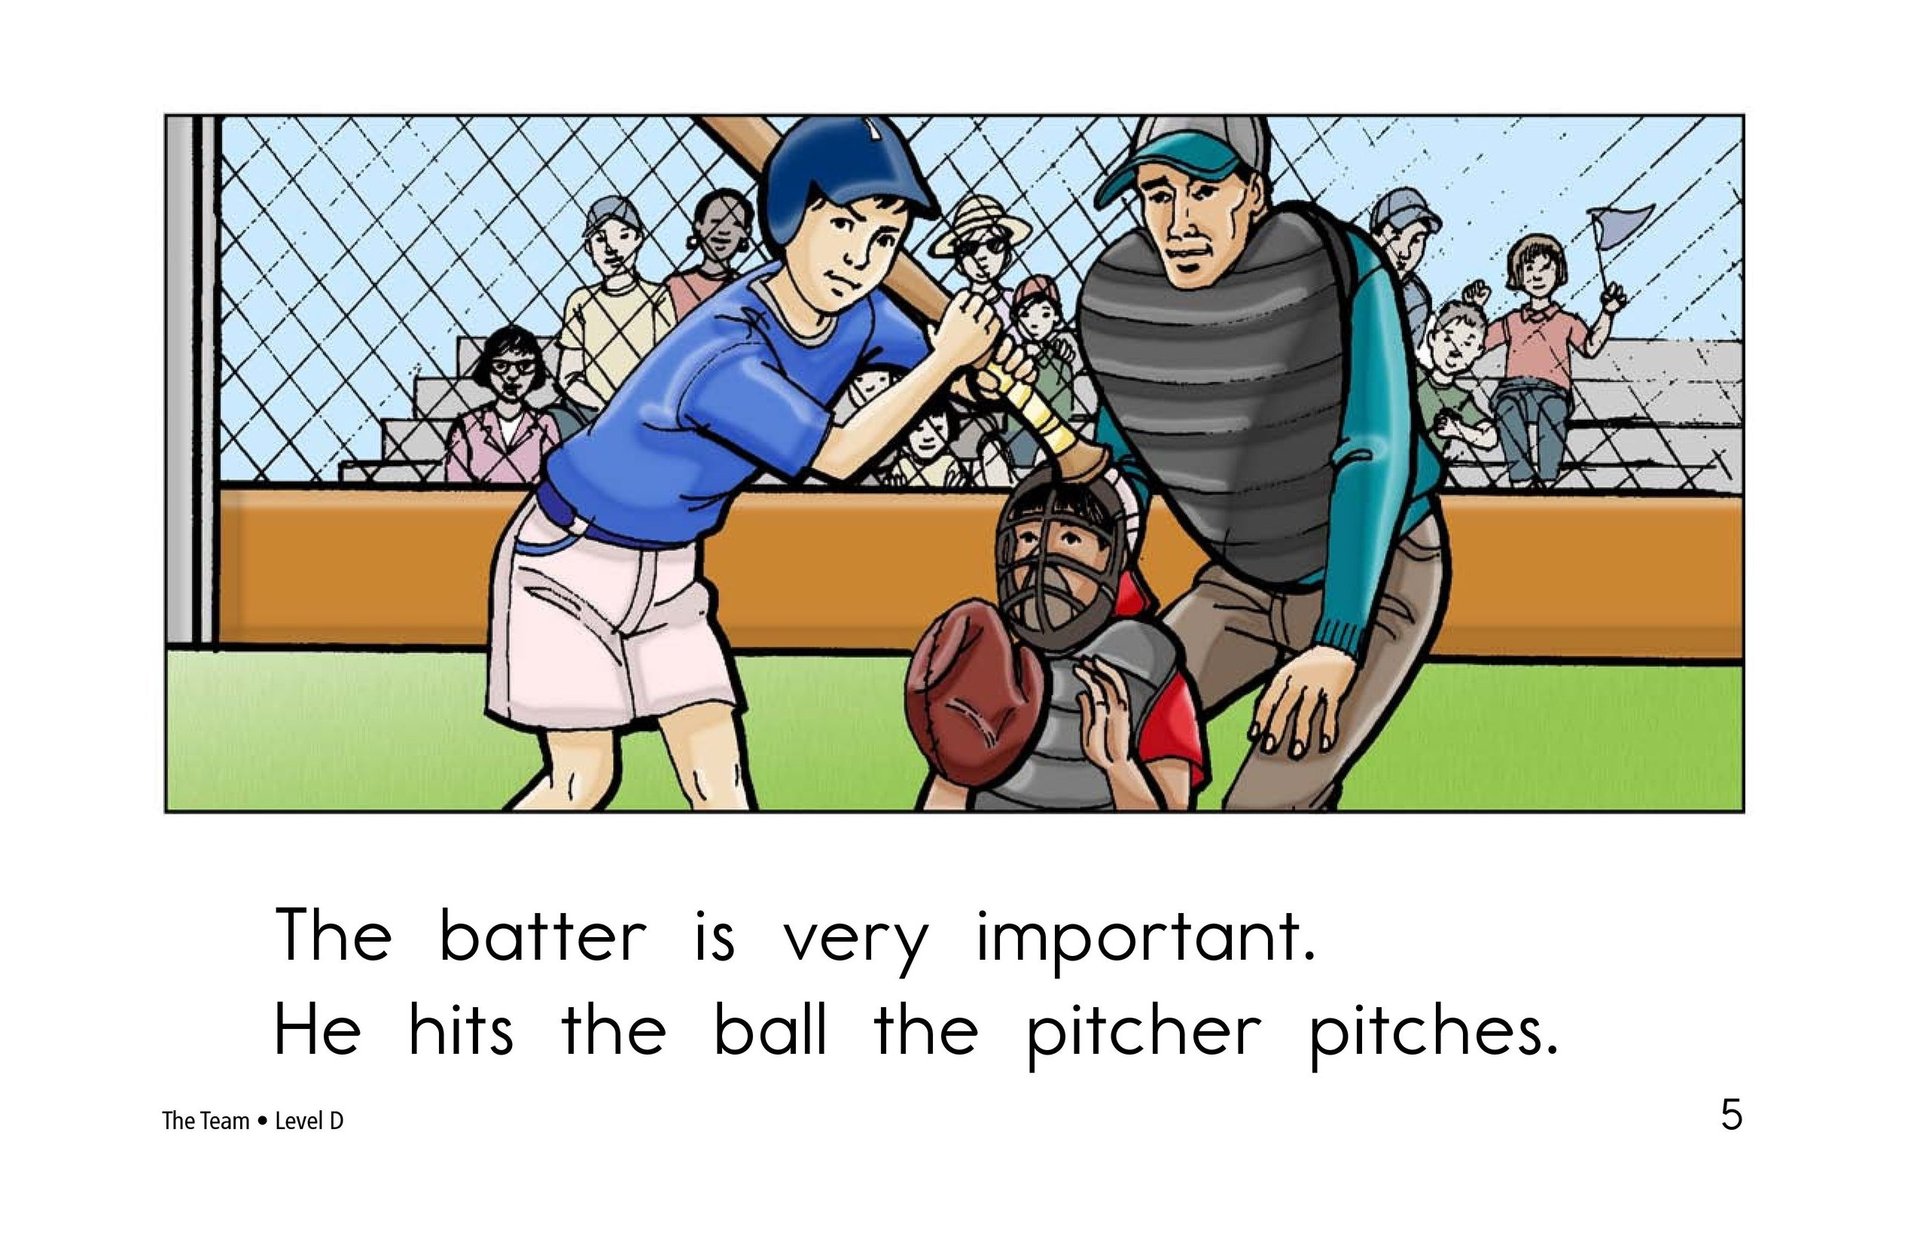 The batter is very important.
He hits the ball the pitcher pitches.
The Team • Level D
5